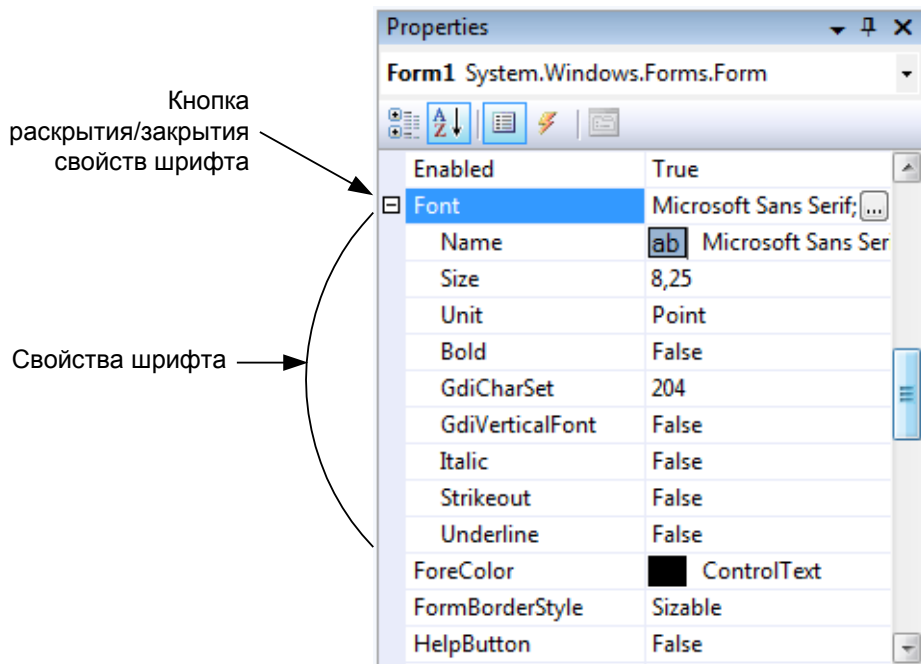 Properties
Form1 System.Windows.Forms.Form
Кнопка
раскрытия/закрытия
свойств шрифта
A
Z
Enabled True
Font Microsoft Sans Serif; ...
Name ab Microsoft Sans Ser
Size 8,25
Unit Point
Свойства шрифта
Bold False
GdiCharSet 204
GdiVerticalFont False
Italic False
Strikeout False
Underline False
ForeColor ControlText
FormBorderStyle Sizable
HelpButton False